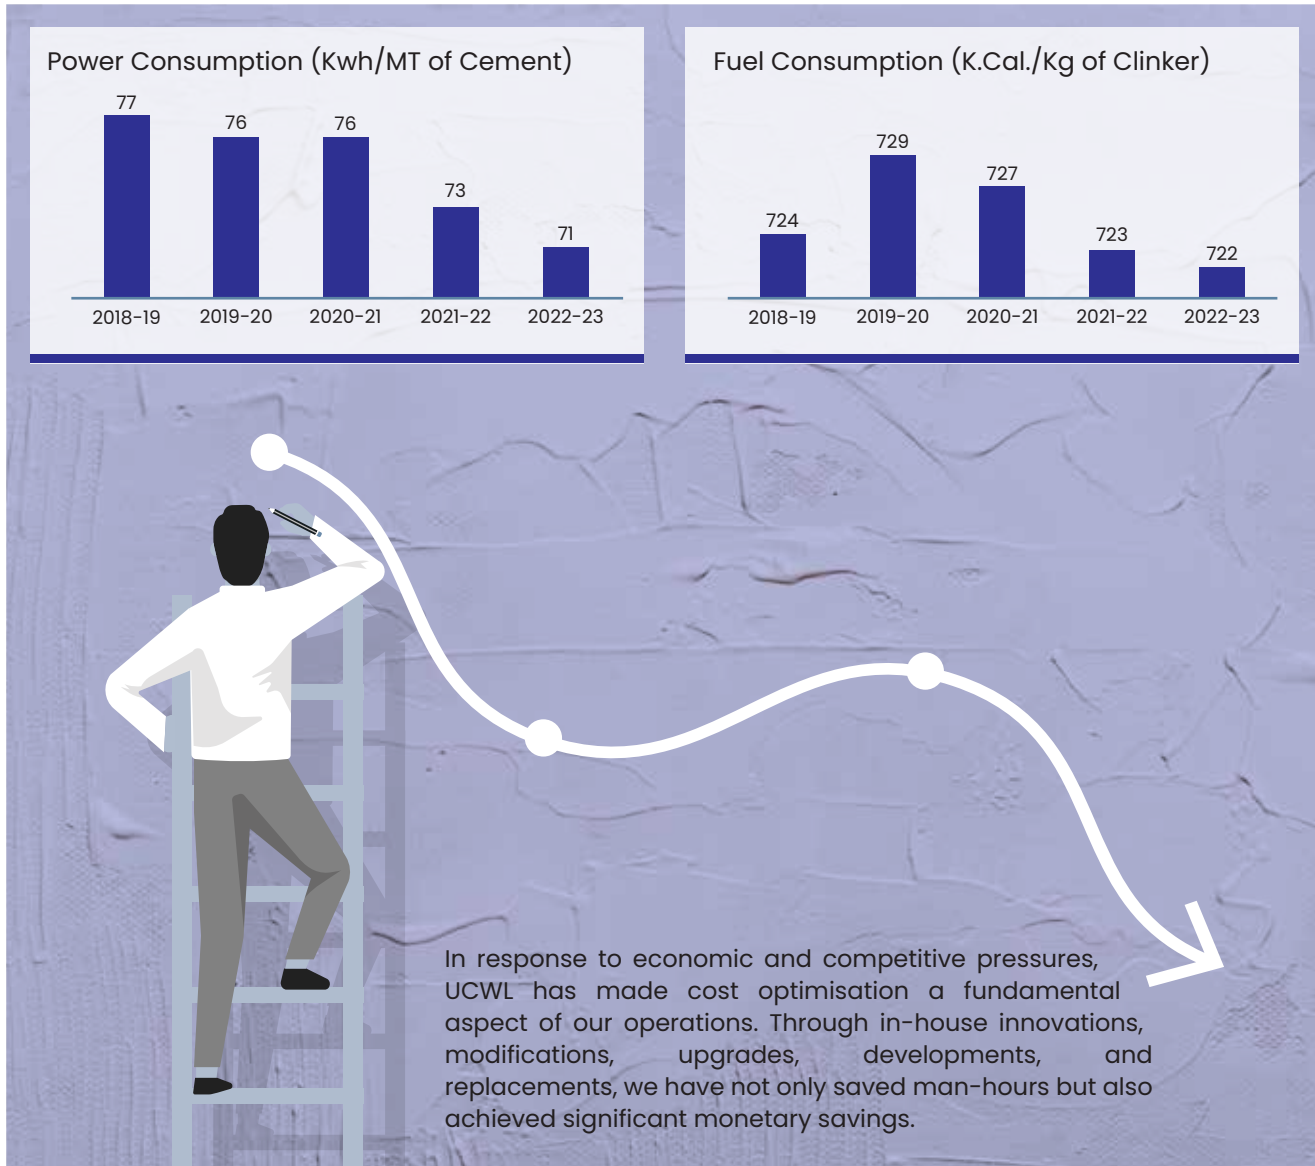 Power Consumption (Kwh/MT of Cement)
77
76
76
73
71
2018-19
2019-20
2020-21
2021-22
2022-23
Fuel Consumption (K.Cal./Kg of Clinker)
724
729
727
723
722
2018-19
2019-20
2020-21
2021-22
2022-23
In response to economic and competitive pressures,
UCWL has made cost optimisation a fundamental
aspect of our operations. Through in-house innovations,
modifications, upgrades, developments, and
replacements, we have not only saved man-hours but also
achieved significant monetary savings.